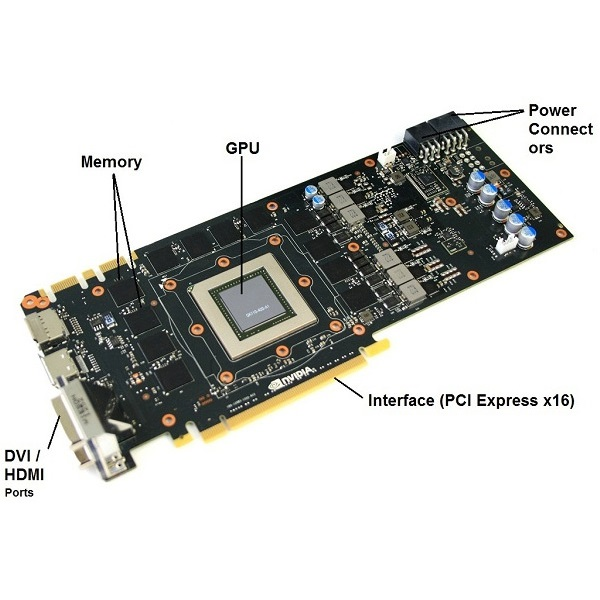 Power
Connect
ors
GPU
Memory
NVIDIA
Interface (PCI Express x16)
DVI /
HDMI
Ports